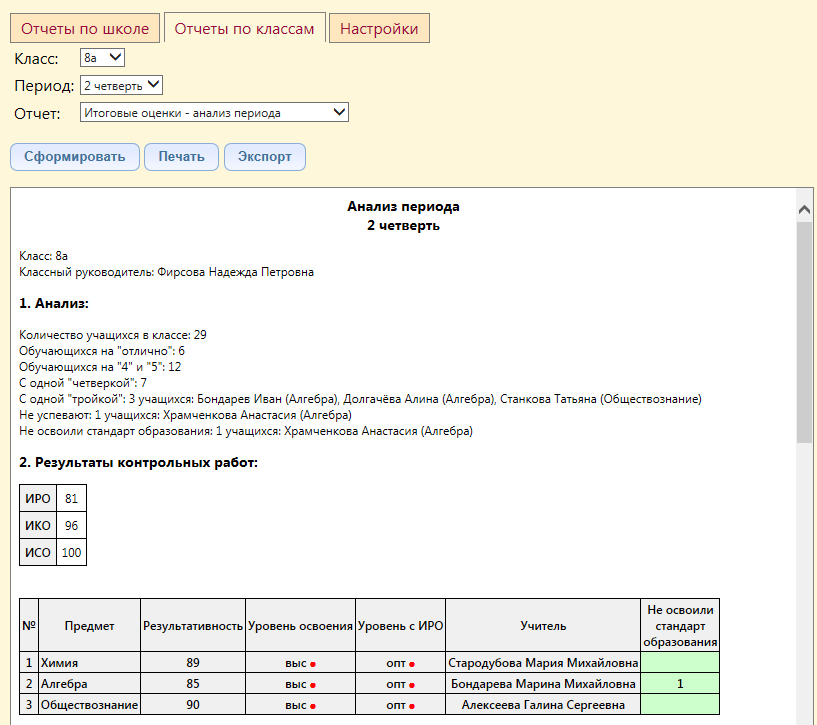 Отчеты по школе Отчеты по классам Настройки
Класс: 8а
Период: 2 четверть
Отчет: Итоговые оценки - анализ периода
Сформировать Печать Экспорт
Анализ периода
2 четверть
Класс: 8а
Классный руководитель: Фирсова Надежда Петровна
1. Анализ:
Количество учащихся в классе: 29
Обучающихся на "отлично": 6
Обучающихся на "4" и "5": 12
С одной "четверкой": 7
С одной "тройкой": 3 учащихся: Бондарев Иван (Алгебра), Долгачёва Алина (Алгебра), Станкова Татьяна (Обществознание)
Не успевают: 1 учащихся: Храмченкова Анастасия (Алгебра)
Не освоили стандарт образования: 1 учащихся: Храмченкова Анастасия (Алгебра)
2. Результаты контрольных работ:
ИРО 81
ИКО 96
ИСО 100
№ Предмет Результативность Уровень освоения Уровень с ИРО Учитель Не освоили стандарт образования
1 Химия 89 выс опт Стародубова Мария Михайловна
2 Алгебра 85 выс опт Бондарева Марина Михайловна 1
3 Обществознание 90 выс опт Алексеева Галина Сергеевна